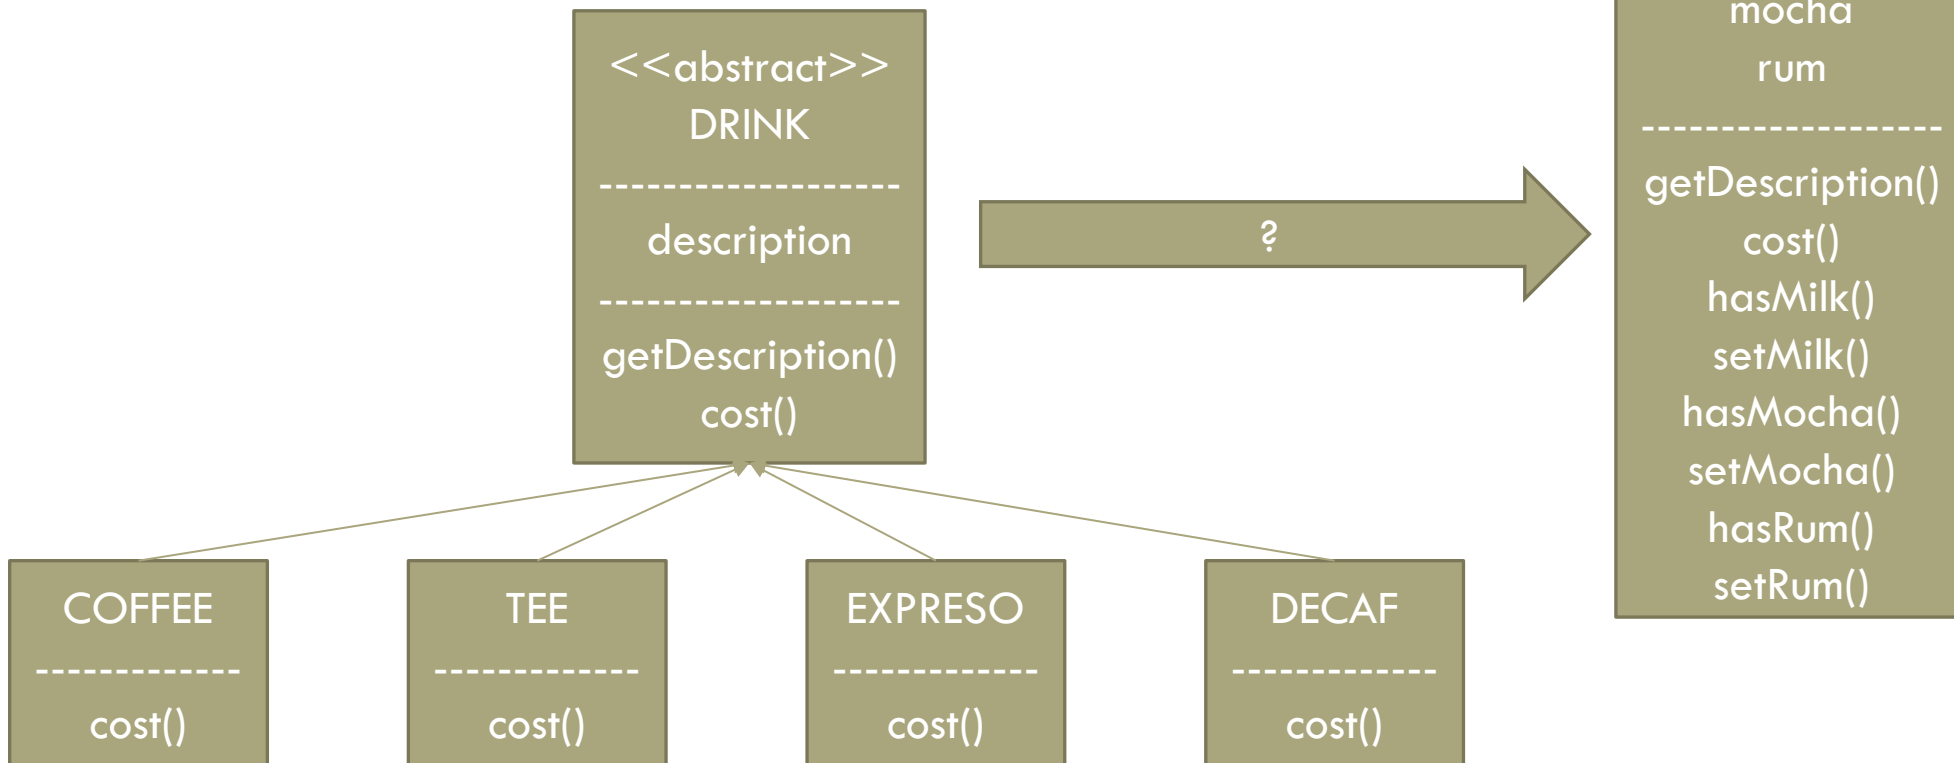 <<abstract>>
DRINK
-------------------
description
-------------------
getDescription()
cost()
?
mocha
rum
-------------------
getDescription()
cost()
hasMilk()
setMilk()
hasMocha()
setMocha()
hasRum()
setRum()
COFFEE
-------------
cost()
TEE
-------------
cost()
EXPRESO
-------------
cost()
DECAF
-------------
cost()